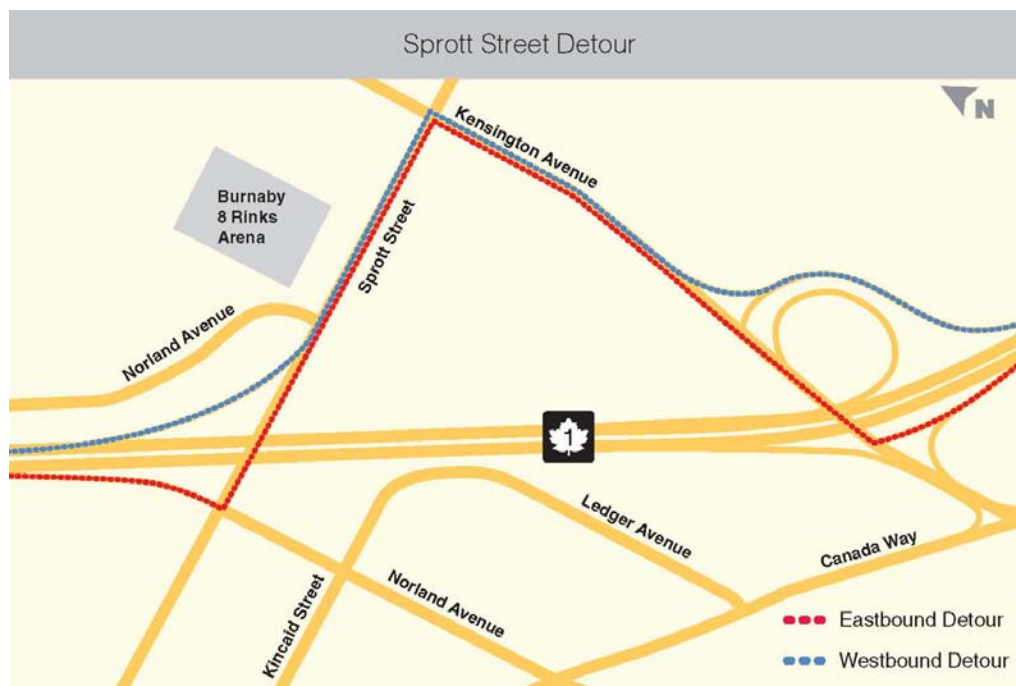 Sprott Street Detour
N
Kensington Avenue
Burnaby
8 Rinks
Arena
Sprott Street
Norland Avenue
1
Ledger Avenue
Canada Way
Kincaid Street
Norland Avenue
Eastbound Detour
Westbound Detour